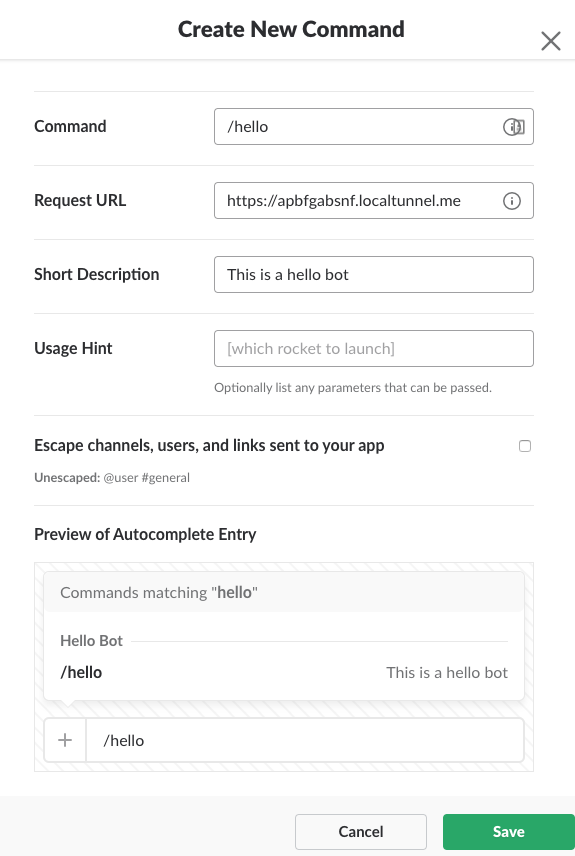 Create New Command
Command
/hello
Request URL
https://apbfgabsnf.localtunnel.me
Short Description
This is a hello bot
Usage Hint
[which rocket to launch]
Optionally list any parameters that can be passed.
Escape channels, users, and links sent to your app
Unescaped: @user #general
Preview of Autocomplete Entry
Commands matching "hello"
Hello Bot
/hello This is a hello bot
+ /hello
Cancel Save